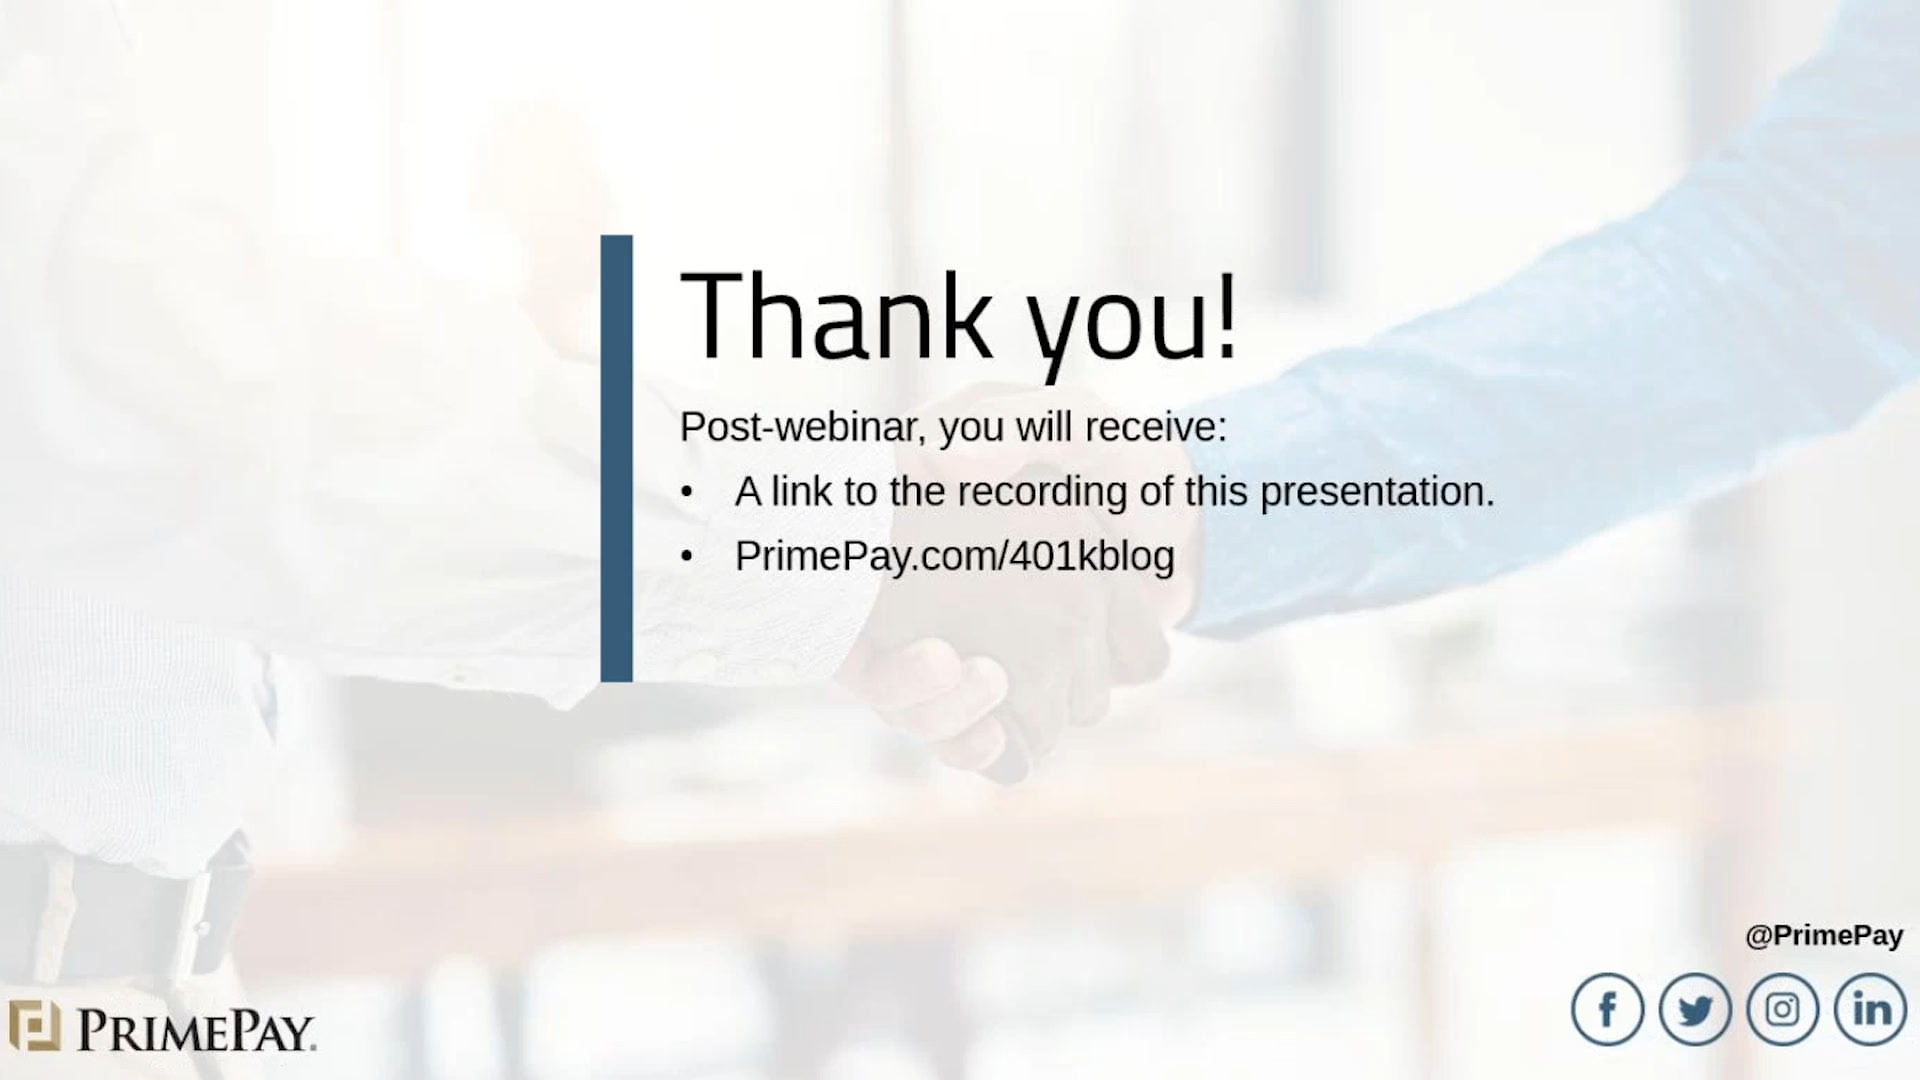 Thank you!
Post-webinar, you will receive:
• A link to the recording of this presentation.
• PrimePay.com/401kblog
@PrimePay
PRIMEPAY.